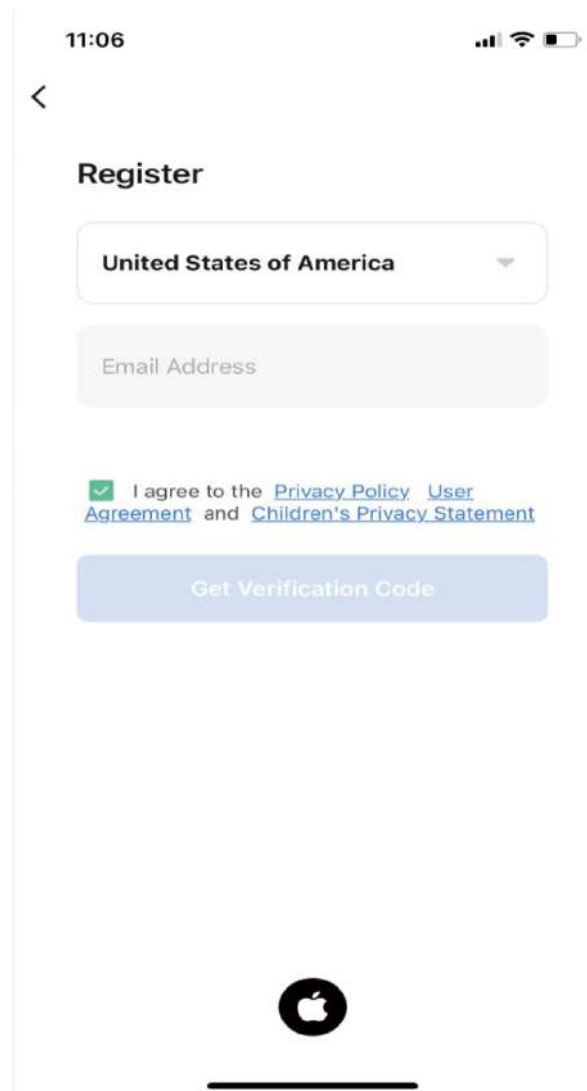 11:06
Register
United States of America
Email Address
I agree to the Privacy Policy User
Agreement and Children's Privacy Statement
Get Verification Code